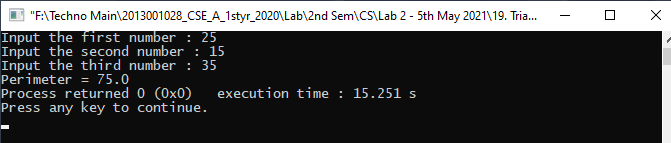 "F:\Techno Main\2013001028_CSE_A_1styr_2020\Lab\2nd Sem\CS\Lab 2 - 5th May 2021\19. Tria...
Input the first number : 25
Input the second number : 15
Input the third number : 35
Perimeter = 75.0
Process returned 0 (0x0)   execution time : 15.251 s
Press any key to continue.